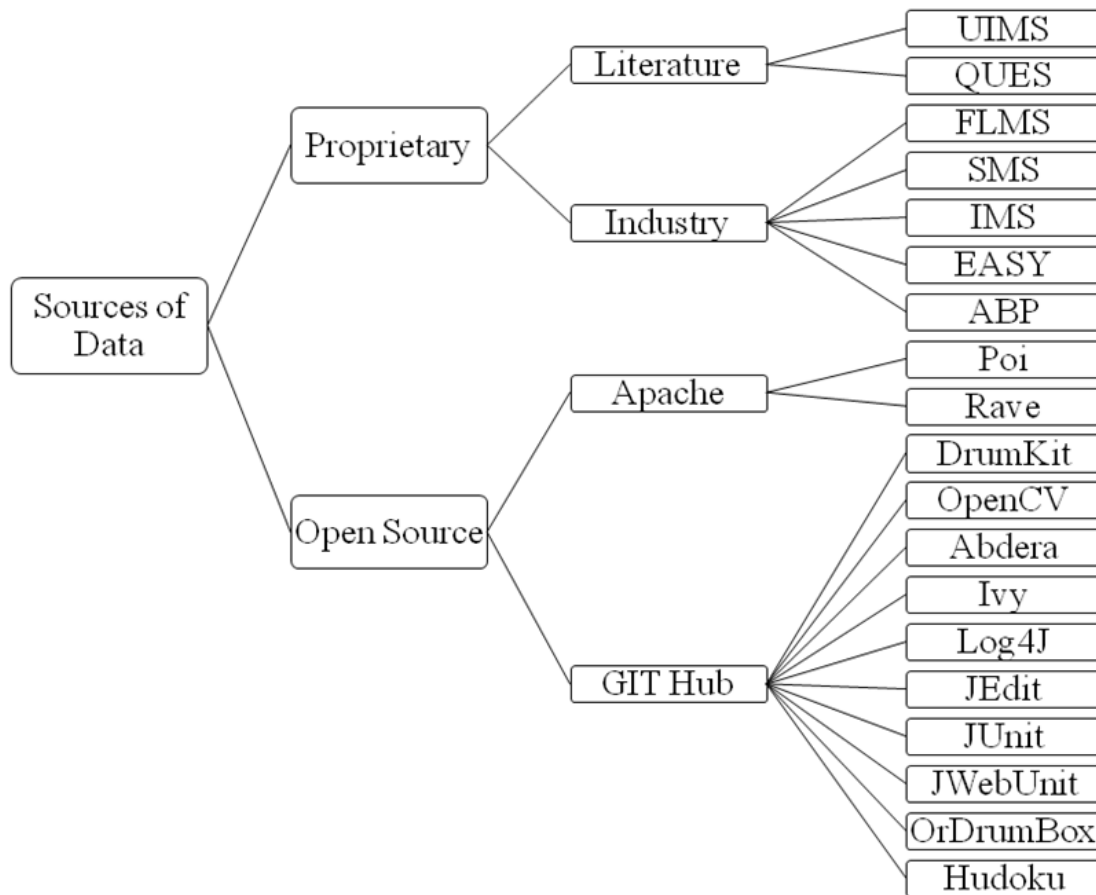 Sources of
Data
Proprietary
Open Source
Literature
Industry
Apache
GIT Hub
UIMS
QUES
FLMS
SMS
IMS
EASY
ABP
Poi
Rave
DrumKit
OpenCV
Abdera
Ivy
Log4J
JEdit
JUnit
JWebUnit
OrDrumBox
Hudoku